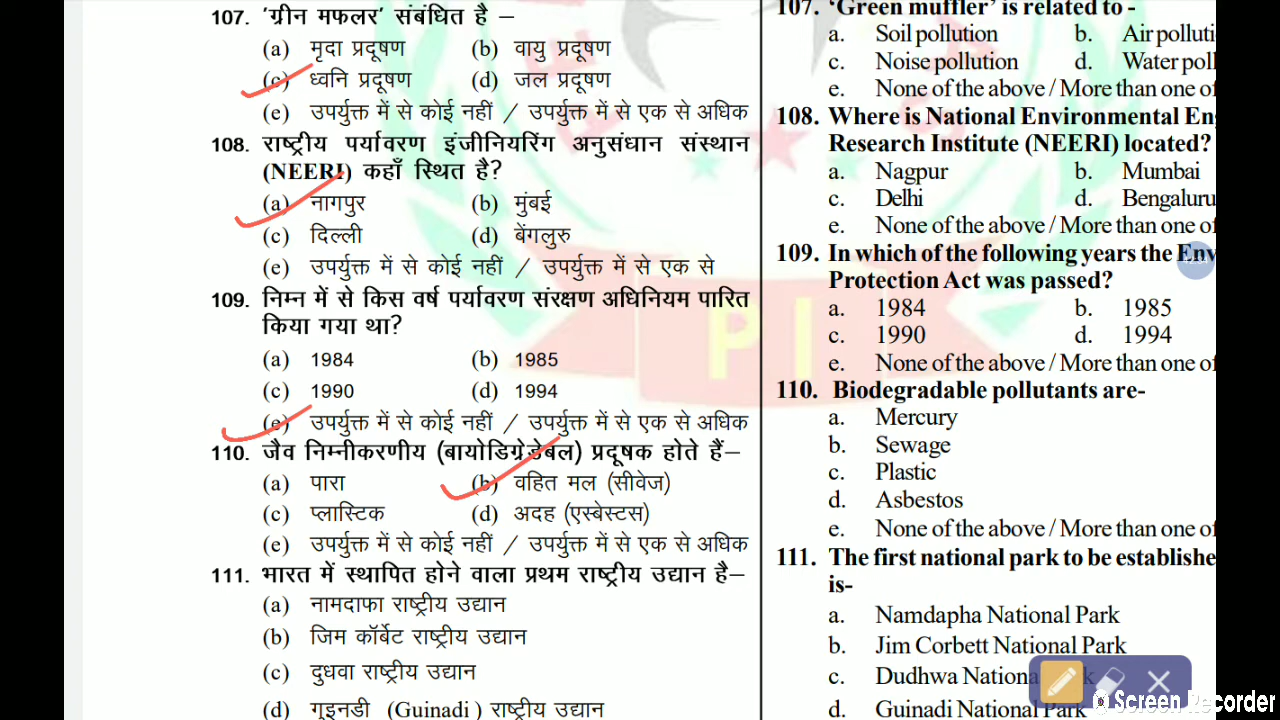 107. 'ग्रीन मफलर' संबंधित है –
(a) मृदा प्रदूषण (b) वायु प्रदूषण
(c) ध्वनि प्रदूषण (d) जल प्रदूषण
(e) उपर्युक्त में से कोई नहीं / उपर्युक्त में से एक से अधिक
108. राष्ट्रीय पर्यावरण इंजीनियरिंग अनुसंधान संस्थान
(NEERI) कहाँ स्थित है?
(a) नागपुर (b) मुंबई
(c) दिल्ली (d) बेंगलुरु
(e) उपर्युक्त में से कोई नहीं / उपर्युक्त में से एक से
109. निम्न में से किस वर्ष पर्यावरण संरक्षण अधिनियम पारित
किया गया था?
(a) 1984 (b) 1985
(c) 1990 (d) 1994
(e) उपर्युक्त में से कोई नहीं / उपर्युक्त में से एक से अधिक
110. जैव निम्नीकरणीय (बायोडिग्रेडेबल) प्रदूषक होते हैं–
(a) पारा (b) वहित मल (सीवेज)
(c) प्लास्टिक (d) अदह (एस्बेस्टस)
(e) उपर्युक्त में से कोई नहीं / उपर्युक्त में से एक से अधिक
111. भारत में स्थापित होने वाला प्रथम राष्ट्रीय उद्यान है–
(a) नामदाफा राष्ट्रीय उद्यान
(b) जिम कॉर्बेट राष्ट्रीय उद्यान
(c) दुधवा राष्ट्रीय उद्यान
(d) गुइनडी (Guinadi ) राष्ट्रीय उद्यान
107. 'Green muffler' is related to -
a. Soil pollution b. Air polluti
c. Noise pollution d. Water poll
e. None of the above / More than one of
108. Where is National Environmental En
Research Institute (NEERI) located?
a. Nagpur b. Mumbai
c. Delhi d. Bengaluru
e. None of the above / More than one of
109. In which of the following years the Env
Protection Act was passed?
a. 1984 b. 1985
c. 1990 d. 1994
e. None of the above / More than one of
110. Biodegradable pollutants are-
a. Mercury
b. Sewage
c. Plastic
d. Asbestos
e. None of the above / More than one of
111. The first national park to be establishe
is-
a. Namdapha National Park
b. Jim Corbett National Park
c. Dudhwa Nationa k
d. Guinadi National Park
Screen Recorder
PI